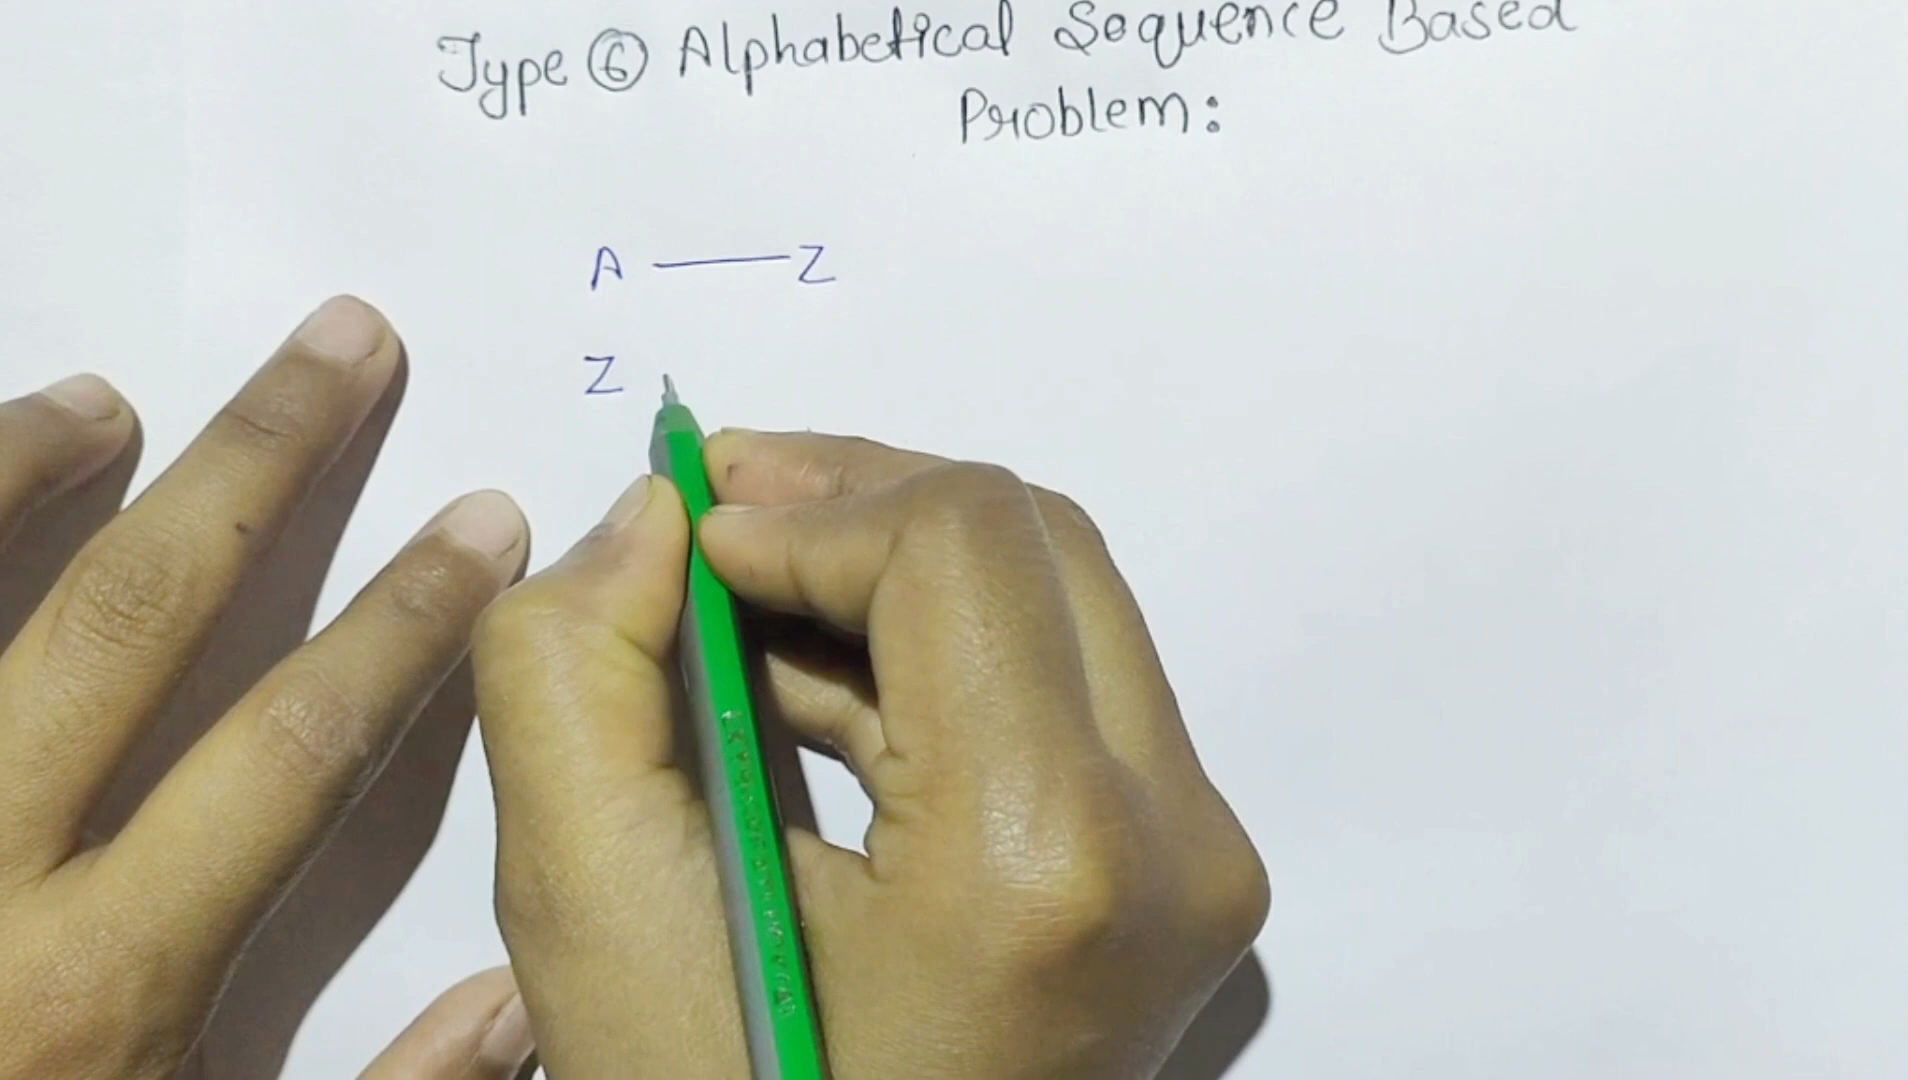 Type ⑥ Alphabetical Sequence Based
Problem:
A — Z
Z